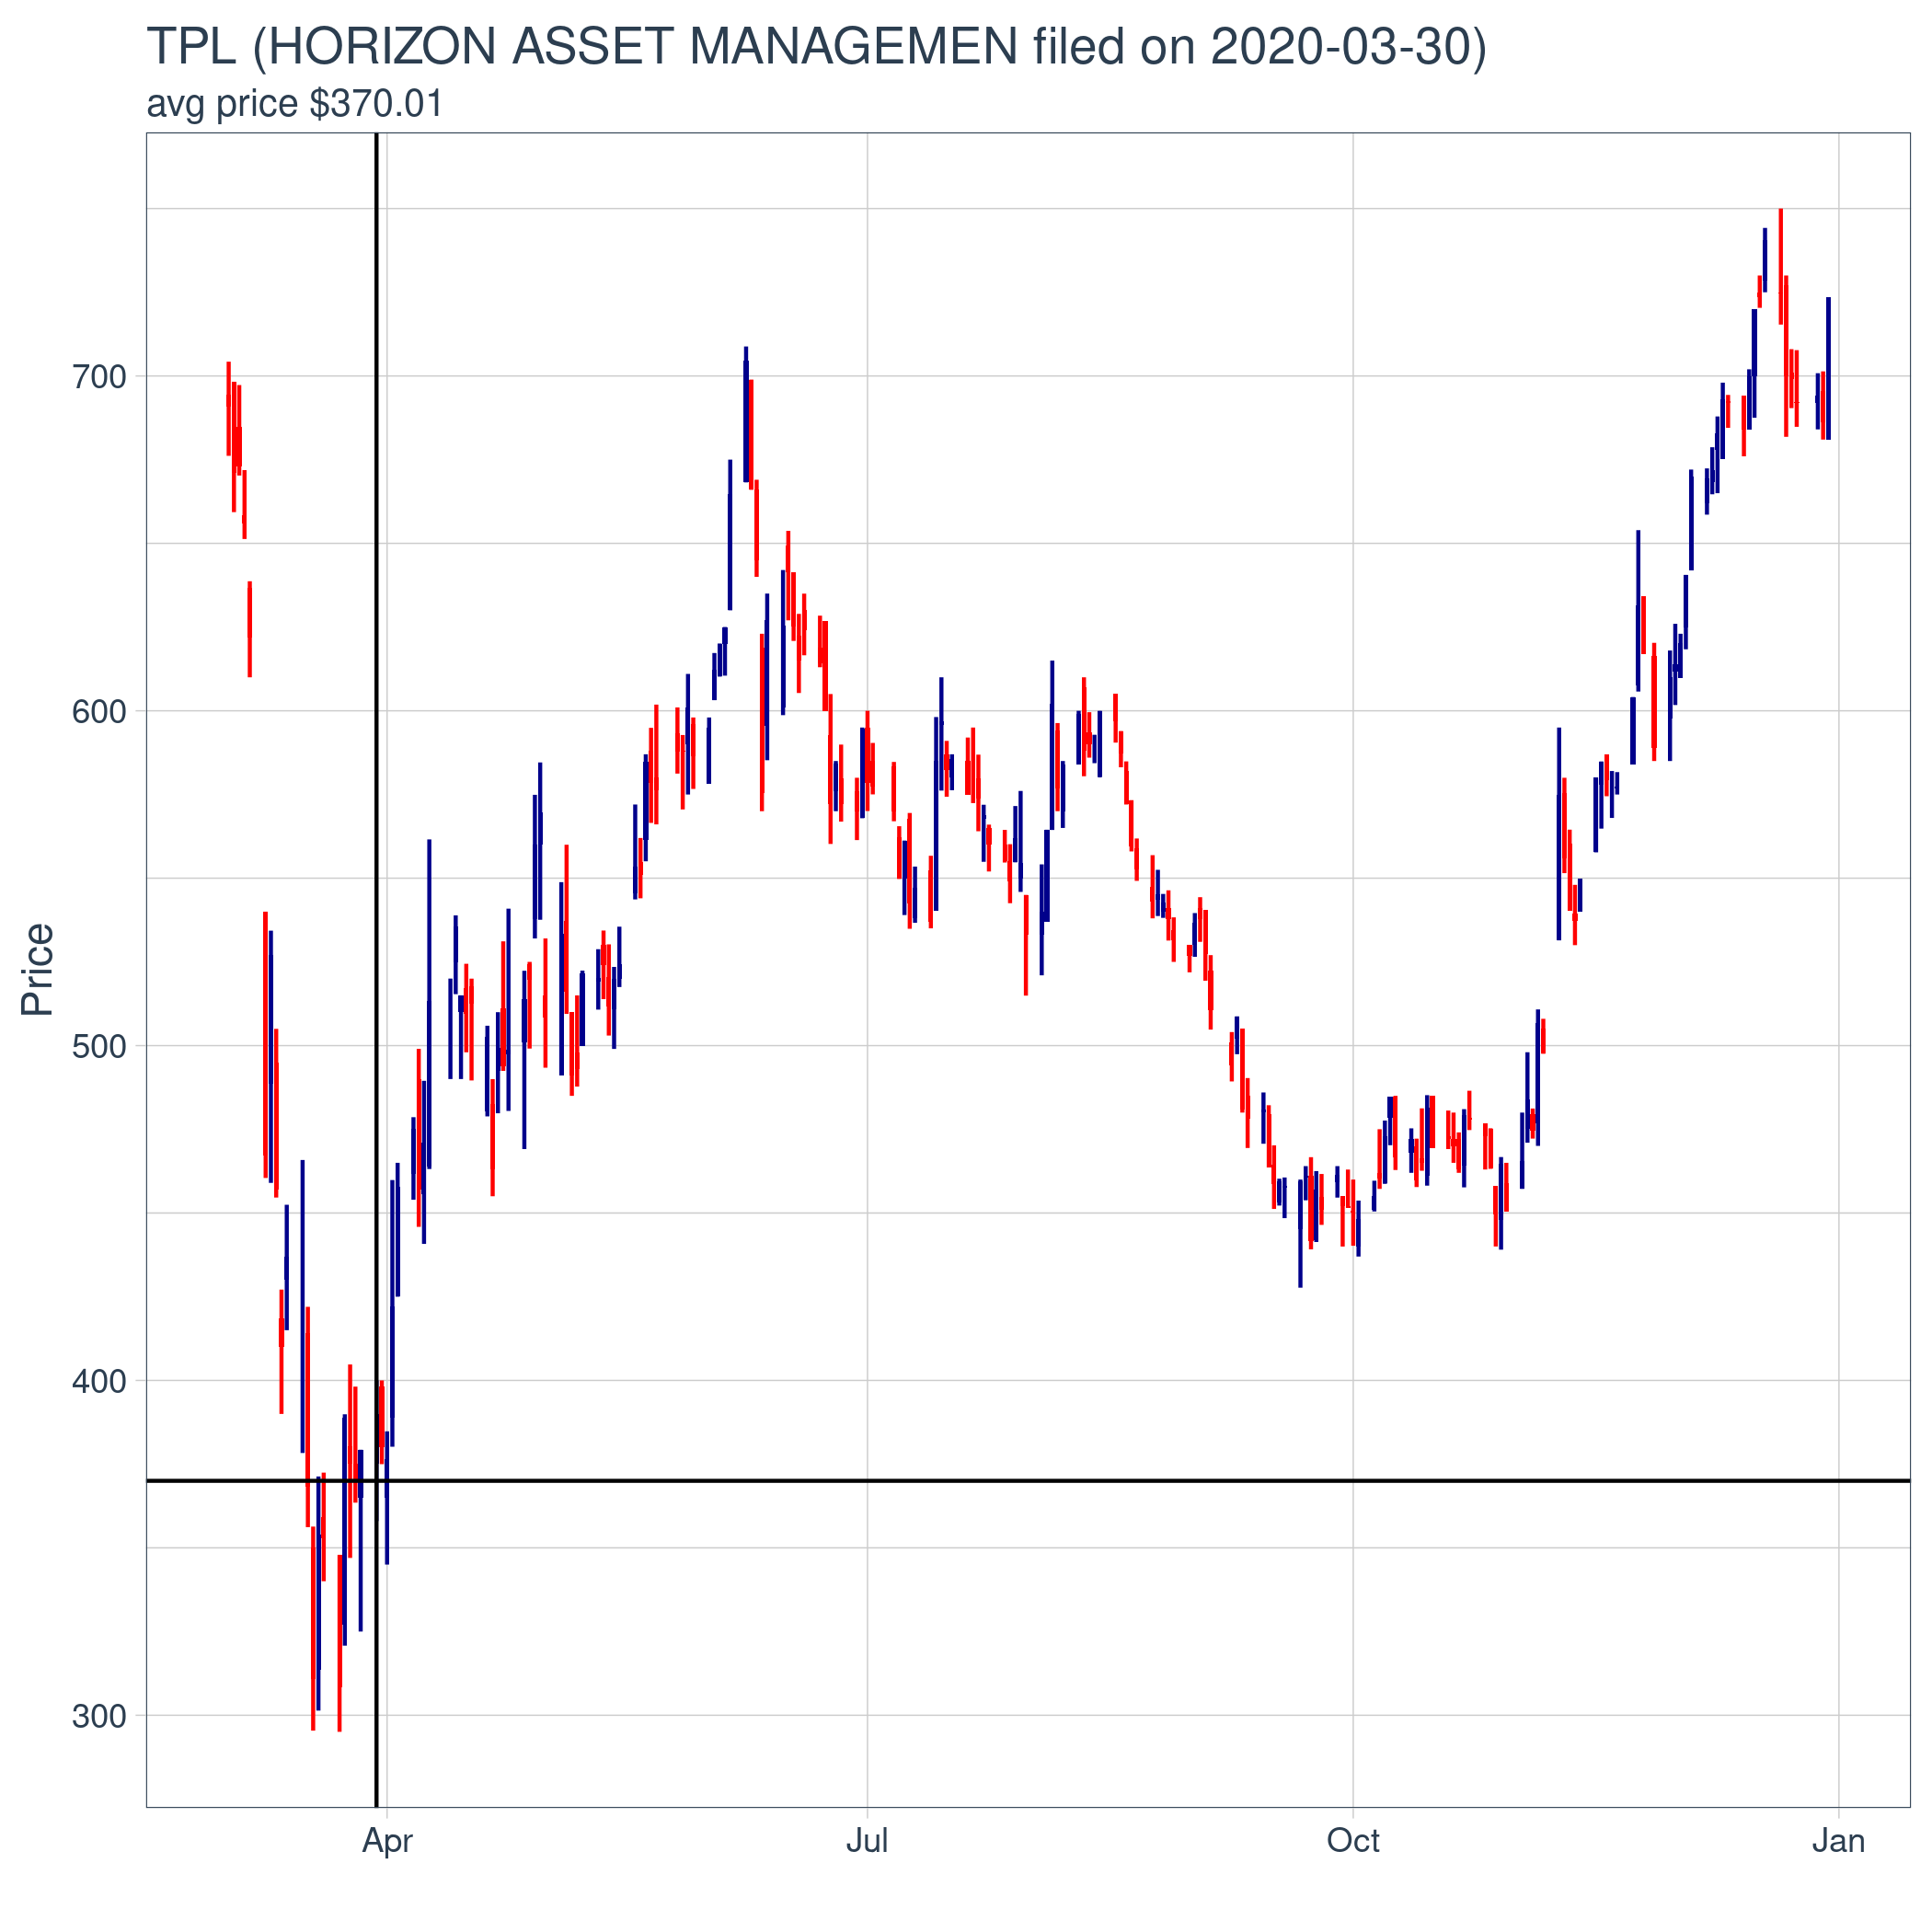 TPL (HORIZON ASSET MANAGEMEN filed on 2020-03-30)
avg price $370.01
700
600
500
400
300
Price
Apr Jul Oct Jan